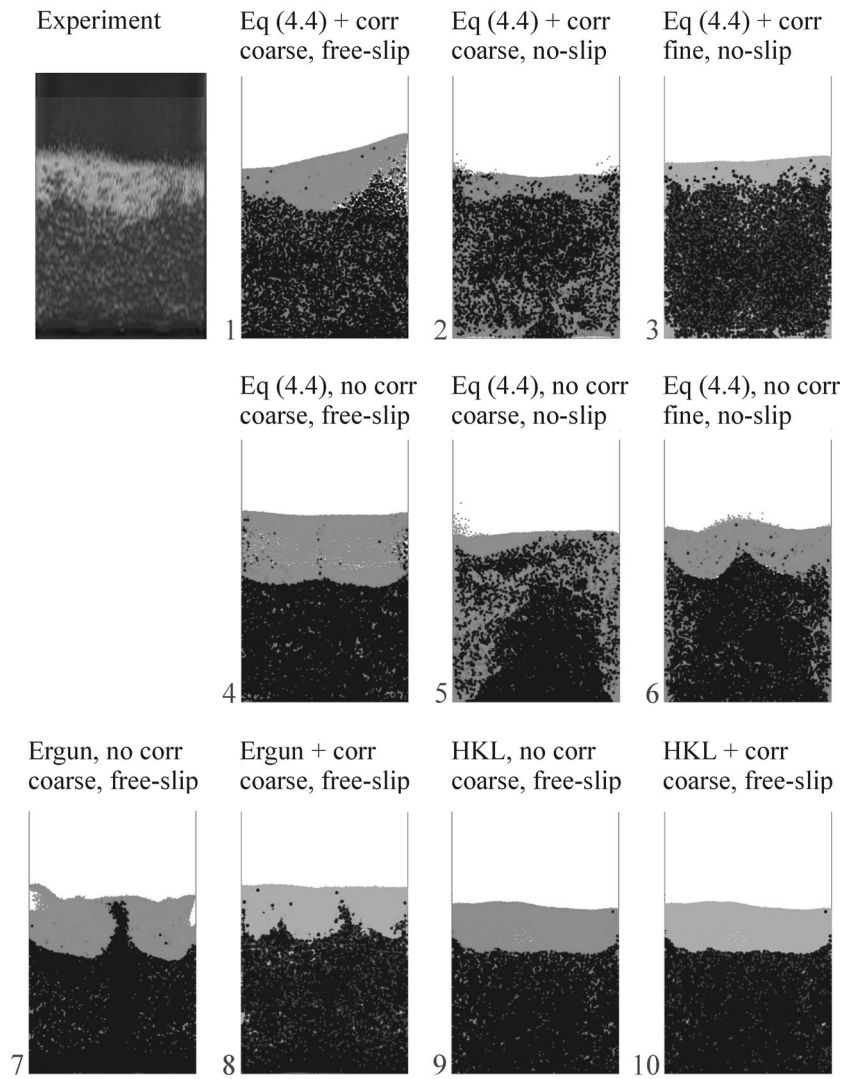 Experiment
Eq (4.4) + corr
coarse, free-slip
Eq (4.4) + corr
coarse, no-slip
Eq (4.4) + corr
fine, no-slip
1
2
3
Eq (4.4), no corr
coarse, free-slip
Eq (4.4), no corr
coarse, no-slip
Eq (4.4), no corr
fine, no-slip
4
5
6
Ergun, no corr
coarse, free-slip
Ergun + corr
coarse, free-slip
HKL, no corr
coarse, free-slip
HKL + corr
coarse, free-slip
7
8
9
10